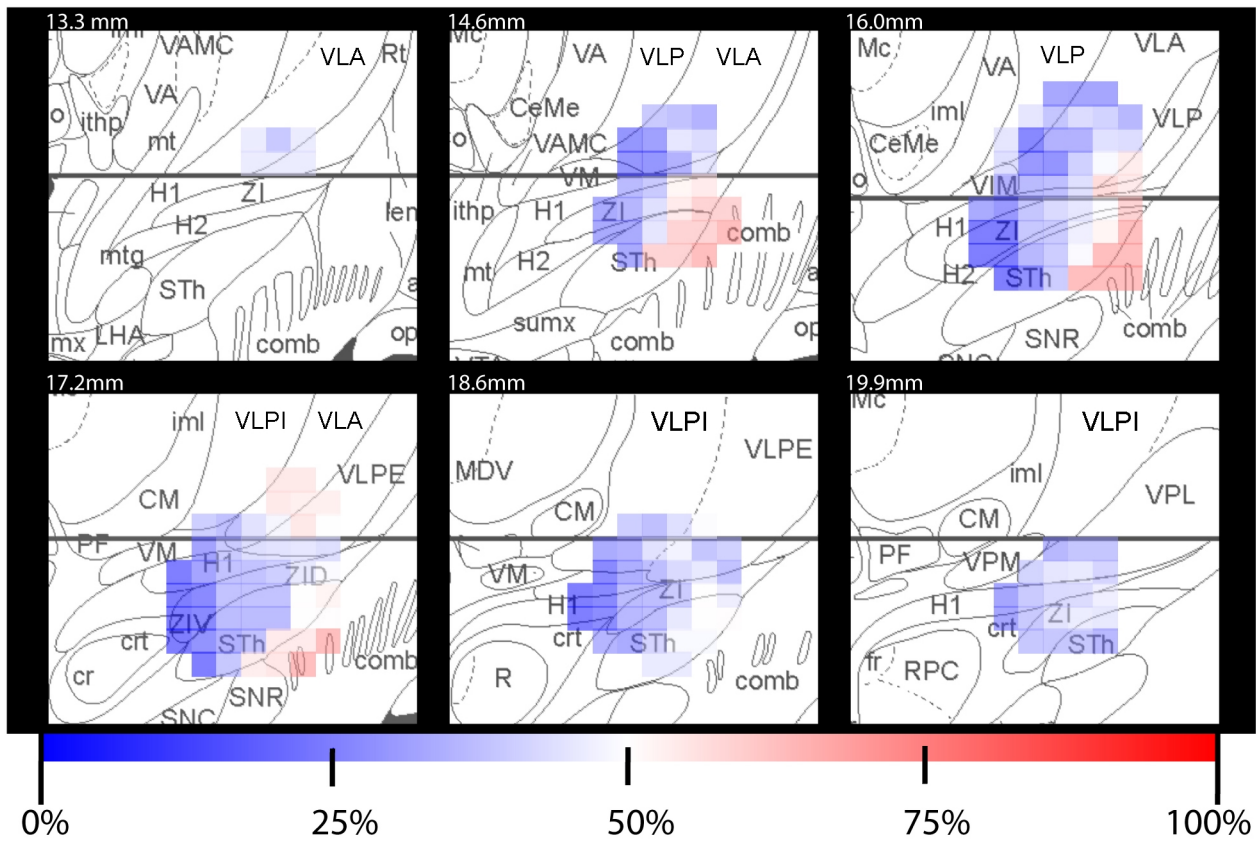 13.3 mm
iml VAMC VLA Rt
VA
o ithp
mt
H1 ZI
H2 len
mtg
STh a
LHA
mx comb op
14.6mm
Mc VA VLP VLA
CeMe
o VAMC
VM
ithp H1 ZI
comb
mt H2 STh a
sumx
comb op
VTA
16.0mm
Mc VA VLP VLA
iml VLP
CeMe
o VIM
H1 ZI
H2 STh
SNR comb
SNC
17.2mm
iml VLPI VLA
VLPE
CM
PF VM H1
ZID
ZIV
crt STh
comb
cr SNR
SNC
18.6mm
VLPI
VLPE
MDV
CM
VM ZI
H1
crt STh
R comb
19.9mm
Mc VLPI
iml
VPL
CM
PF VPM
H1 ZI
crt STh
fr RPC
0% 25% 50% 75% 100%